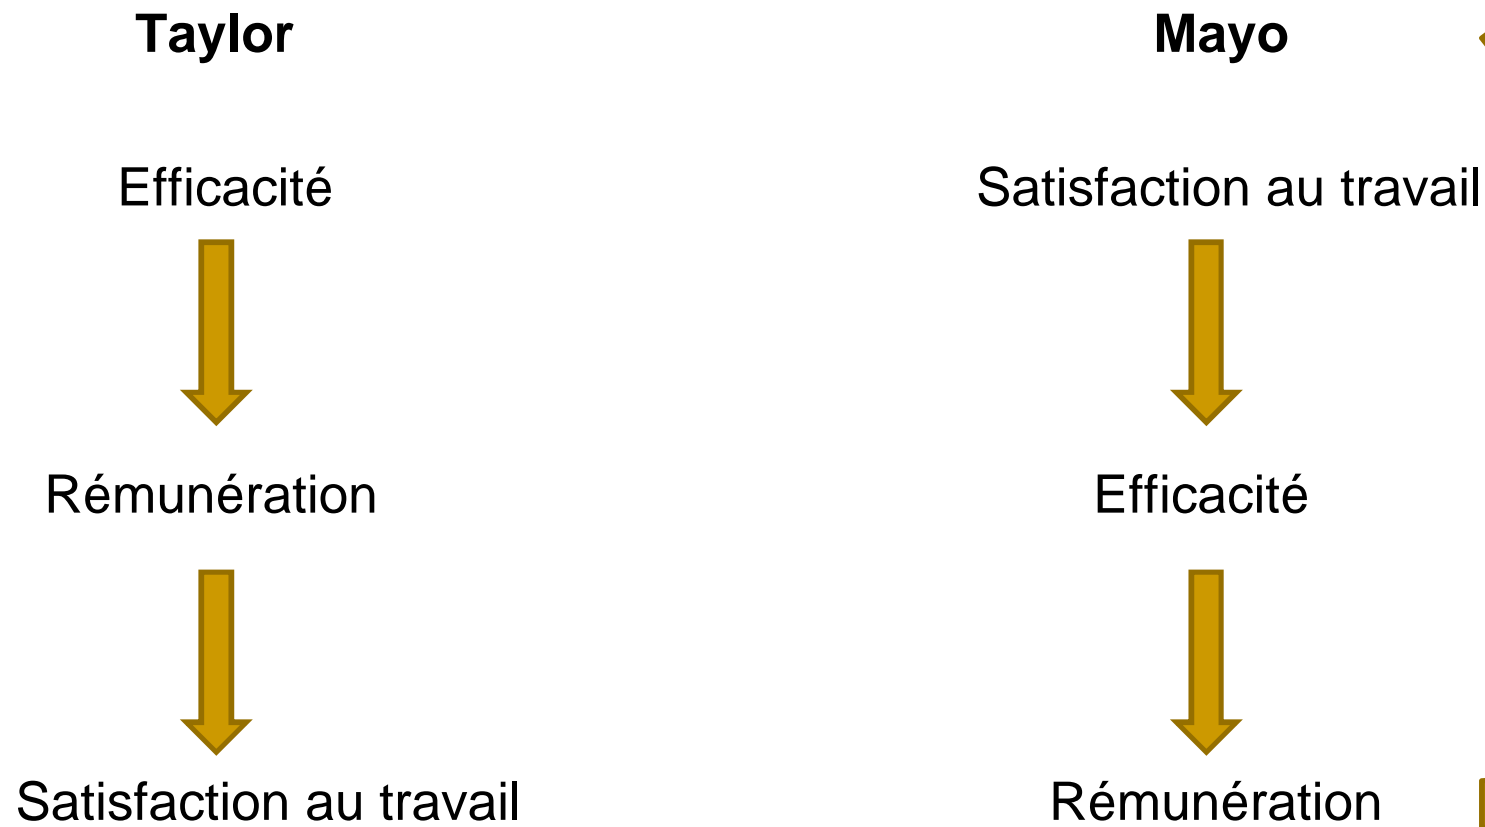 Taylor
Efficacité
Rémunération
Satisfaction au travail
Mayo
Satisfaction au travail
Efficacité
Rémunération